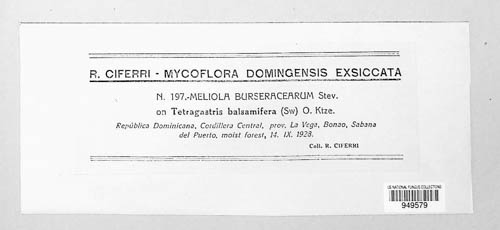 R. CIFERRI - MYCOFLORA DOMINGENSIS EXSICCATA
N. 197.-MELIOLA BURSERACEARUM Stev.
on Tetragastris balsamifera (Sw) O. Ktze.
República Dominicana, Cordillera Central, prov. La Vega, Bonao, Sabana
del Puerto, moist forest, 14. IX. 1928.
Coll. R. CIFERRI
US NATIONAL FUNGUS COLLECTIONS
949579